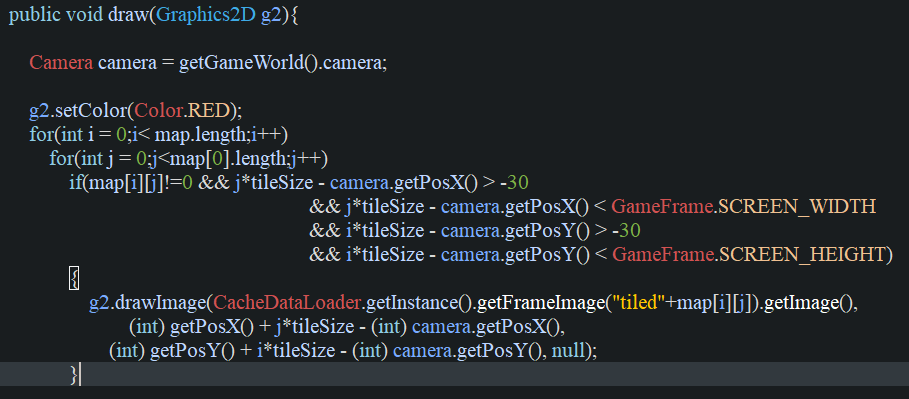 public void draw(Graphics2D g2){
Camera camera = getGameWorld().camera;
g2.setColor(Color.RED);
for(int i = 0;i< map.length;i++)
for(int j = 0;j<map[0].length;j++)
if(map[i][j]!=0 && j*tileSize - camera.getPosX() > -30
&& j*tileSize - camera.getPosX() < GameFrame.SCREEN_WIDTH
&& i*tileSize - camera.getPosY() > -30
&& i*tileSize - camera.getPosY() < GameFrame.SCREEN_HEIGHT)
{
g2.drawImage(CacheDataLoader.getInstance().getFrameImage("tiled"+map[i][j]).getImage(),
(int) getPosX() + j*tileSize - (int) camera.getPosX(),
(int) getPosY() + i*tileSize - (int) camera.getPosY(), null);
}